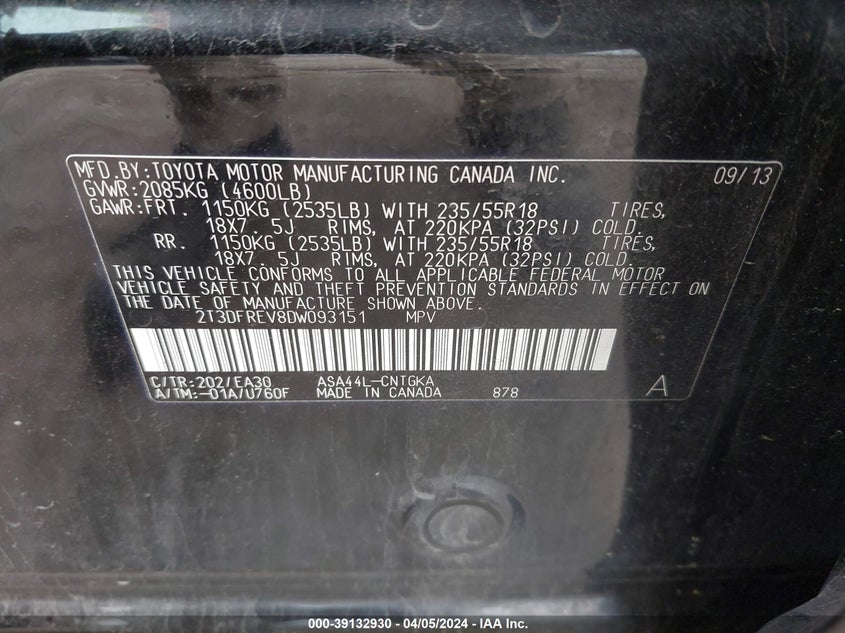 MFD.BY:TOYOTA MOTOR MANUFACTURING CANADA INC. 09/13
GVWR:2085KG (4600LB)
GAWR:FRT. 1150KG (2535LB) WITH 235/55R18 TIRES,
18X7.5J RIMS, AT 220KPA (32PSI) COLD.
RR. 1150KG (2535LB) WITH 235/55R18 TIRES,
18X7.5J RIMS, AT 220KPA (32PSI) COLD.
THIS VEHICLE CONFORMS TO ALL APPLICABLE FEDERAL MOTOR
VEHICLE SAFETY AND THEFT PREVENTION STANDARDS IN EFFECT ON
THE DATE OF MANUFACTURE SHOWN ABOVE.
2T3DFREV8DW093151 MPV
C/TR:202/EA30 ASA44L-CNTGKA
A/TM:-01A/U760F MADE IN CANADA 878 A
000-39132930 - 04/05/2024 - IAA Inc.